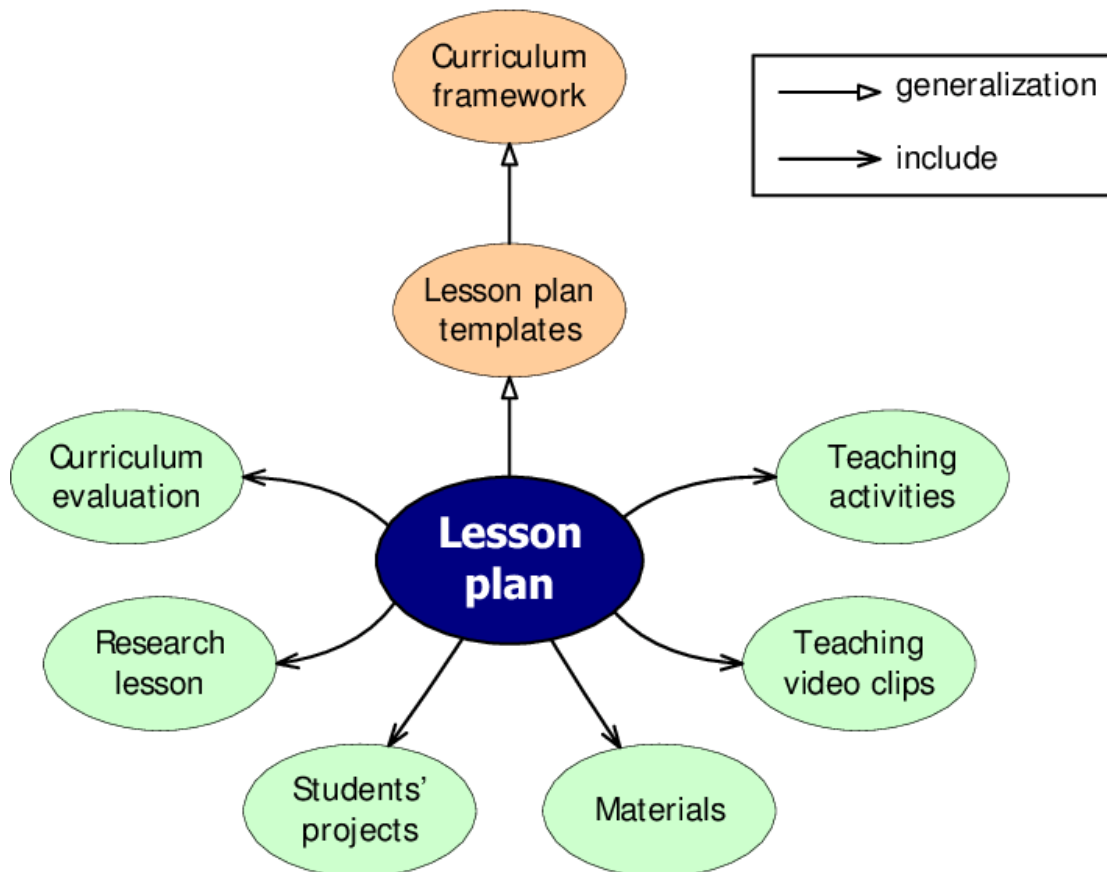 Curriculum
framework
generalization
include
Lesson plan
templates
Curriculum
evaluation
Teaching
activities
Lesson
plan
Research
lesson
Teaching
video clips
Students’
projects
Materials